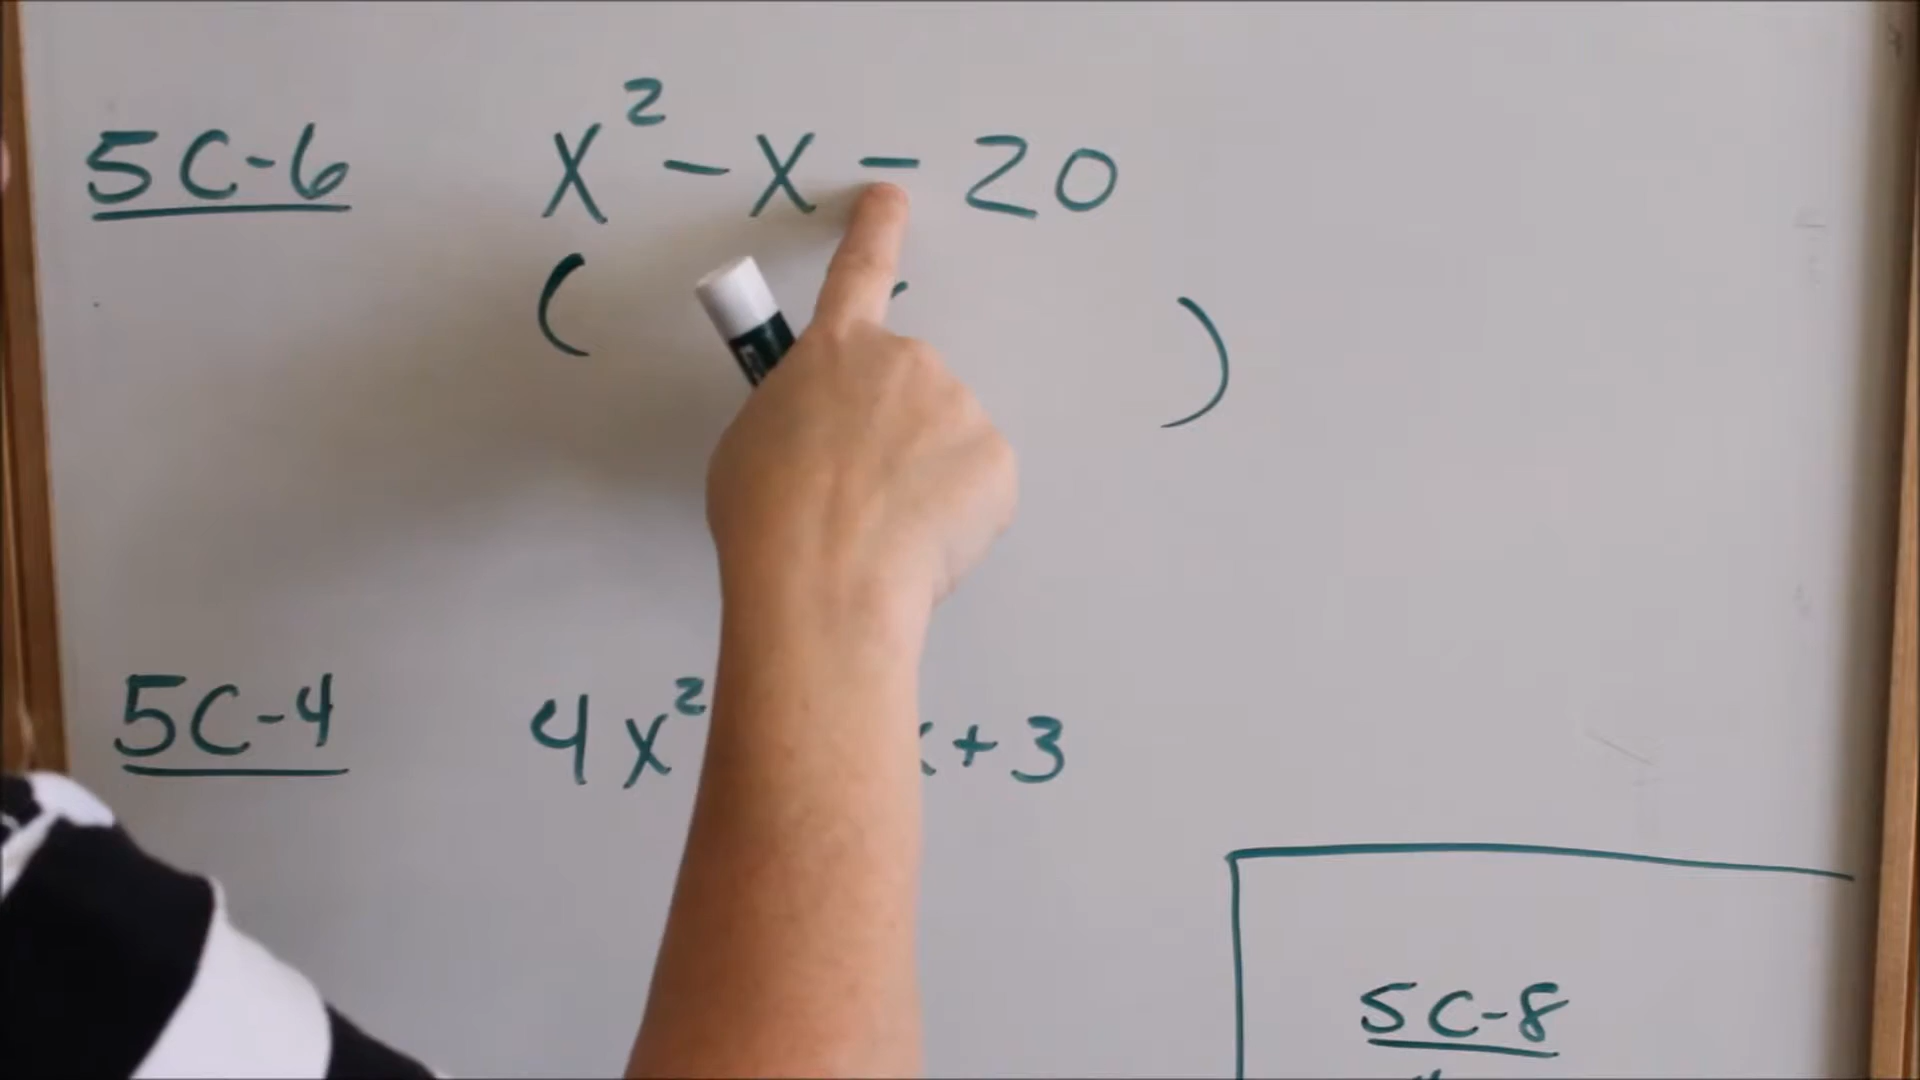 5C-6 x² - x - 20
( )
5C-4 4x² x + 3
5C-8